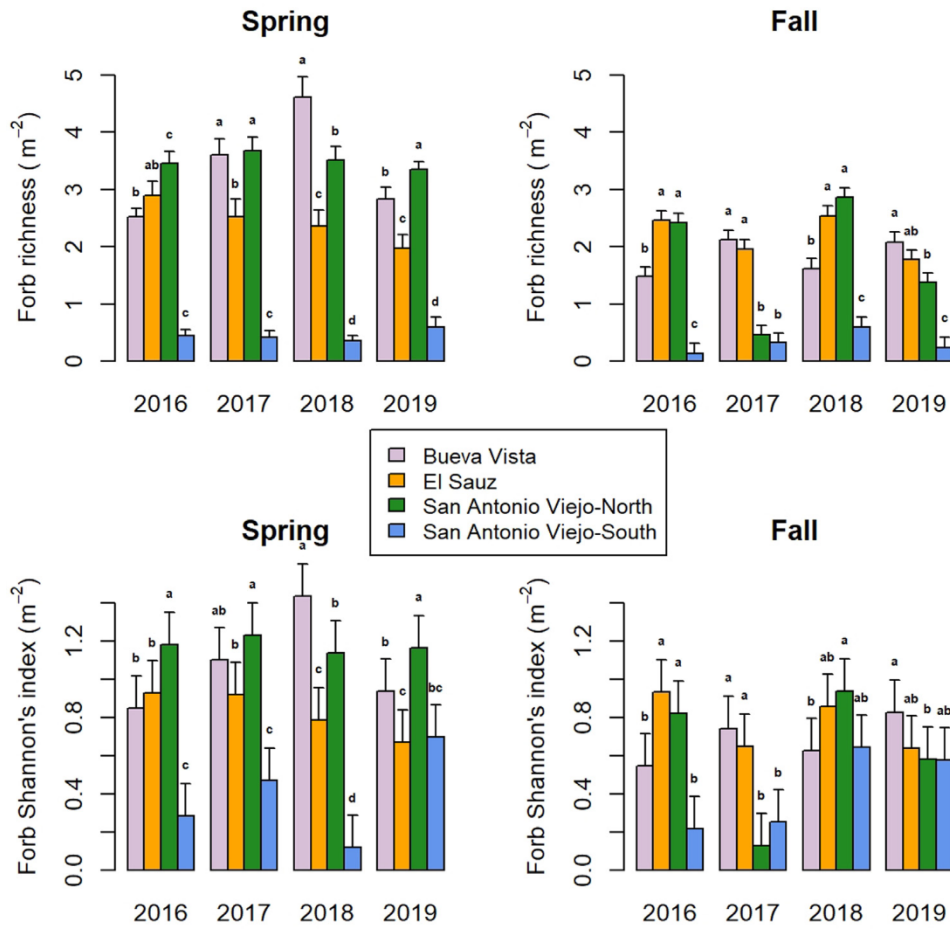 Spring
Forb richness ( m⁻²)
5
4
3
2
1
0
b ab c c
a b a c
a c b d
b c a d
2016 2017 2018 2019
Fall
Forb richness ( m⁻²)
5
4
3
2
1
0
b a a c
a a b b
b a a c
a ab b c
2016 2017 2018 2019
Bueva Vista
El Sauz
San Antonio Viejo-North
San Antonio Viejo-South
Spring
Forb Shannon's index (m⁻²)
1.2
0.8
0.4
0.0
b b a c
ab b a c
a c b d
b c a bc
2016 2017 2018 2019
Fall
Forb Shannon's index (m⁻²)
1.2
0.8
0.4
0.0
b a a b
a a b b
b ab a ab
a ab b ab
2016 2017 2018 2019